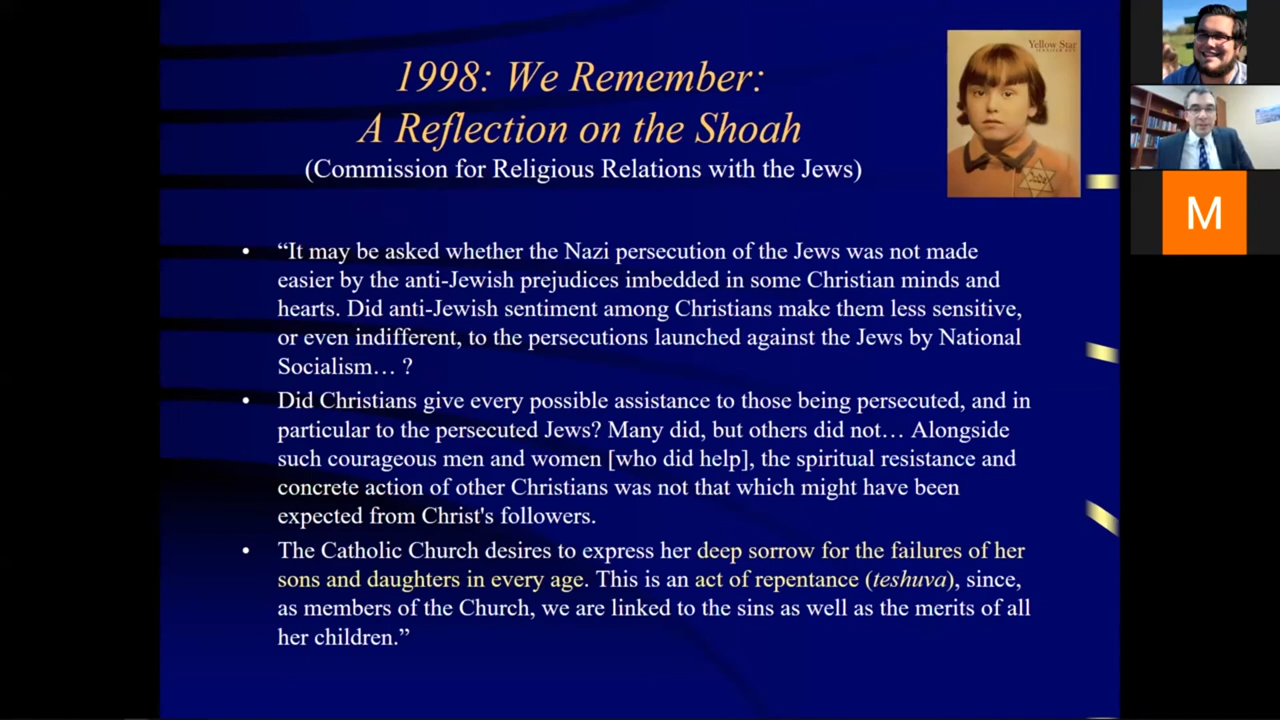 1998: We Remember:
A Reflection on the Shoah
(Commission for Religious Relations with the Jews)
Yellow Star
• “It may be asked whether the Nazi persecution of the Jews was not made
easier by the anti-Jewish prejudices imbedded in some Christian minds and
hearts. Did anti-Jewish sentiment among Christians make them less sensitive,
or even indifferent, to the persecutions launched against the Jews by National
Socialism… ?
• Did Christians give every possible assistance to those being persecuted, and in
particular to the persecuted Jews? Many did, but others did not… Alongside
such courageous men and women [who did help], the spiritual resistance and
concrete action of other Christians was not that which might have been
expected from Christ's followers.
• The Catholic Church desires to express her deep sorrow for the failures of her
sons and daughters in every age. This is an act of repentance (teshuva), since,
as members of the Church, we are linked to the sins as well as the merits of all
her children.”
M